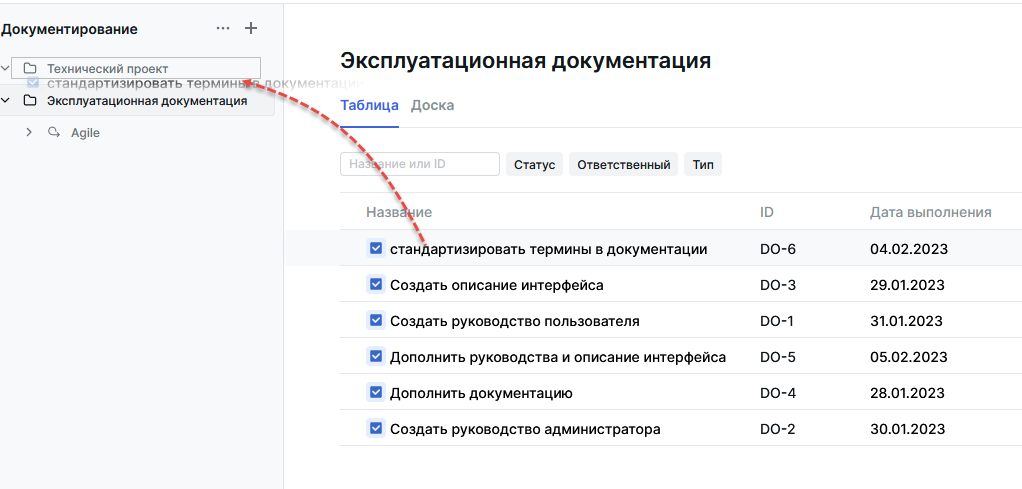 Документирование
Технический проект
стандартизировать термины в документации
Эксплуатационная документация
Agile
Эксплуатационная документация
Таблица Доска
Название или ID Статус Ответственный Тип
Название ID Дата выполнения
стандартизировать термины в документации DO-6 04.02.2023
Создать описание интерфейса DO-3 29.01.2023
Создать руководство пользователя DO-1 31.01.2023
Дополнить руководства и описание интерфейса DO-5 05.02.2023
Дополнить документацию DO-4 28.01.2023
Создать руководство администратора DO-2 30.01.2023